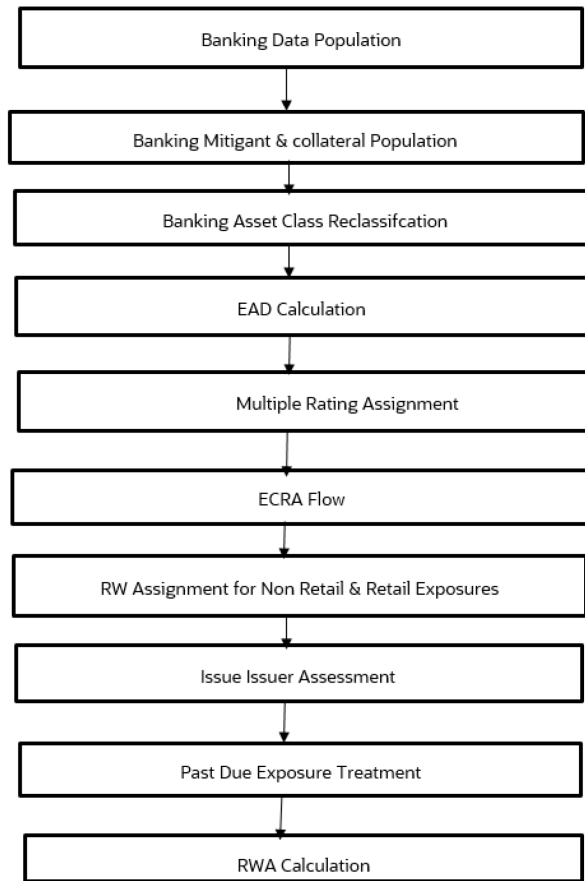 Banking Data Population
Banking Mitigant & collateral Population
Banking Asset Class Reclassifcation
EAD Calculation
Multiple Rating Assignment
ECRA Flow
RW Assignment for Non Retail & Retail Exposures
Issue Issuer Assessment
Past Due Exposure Treatment
RWA Calculation